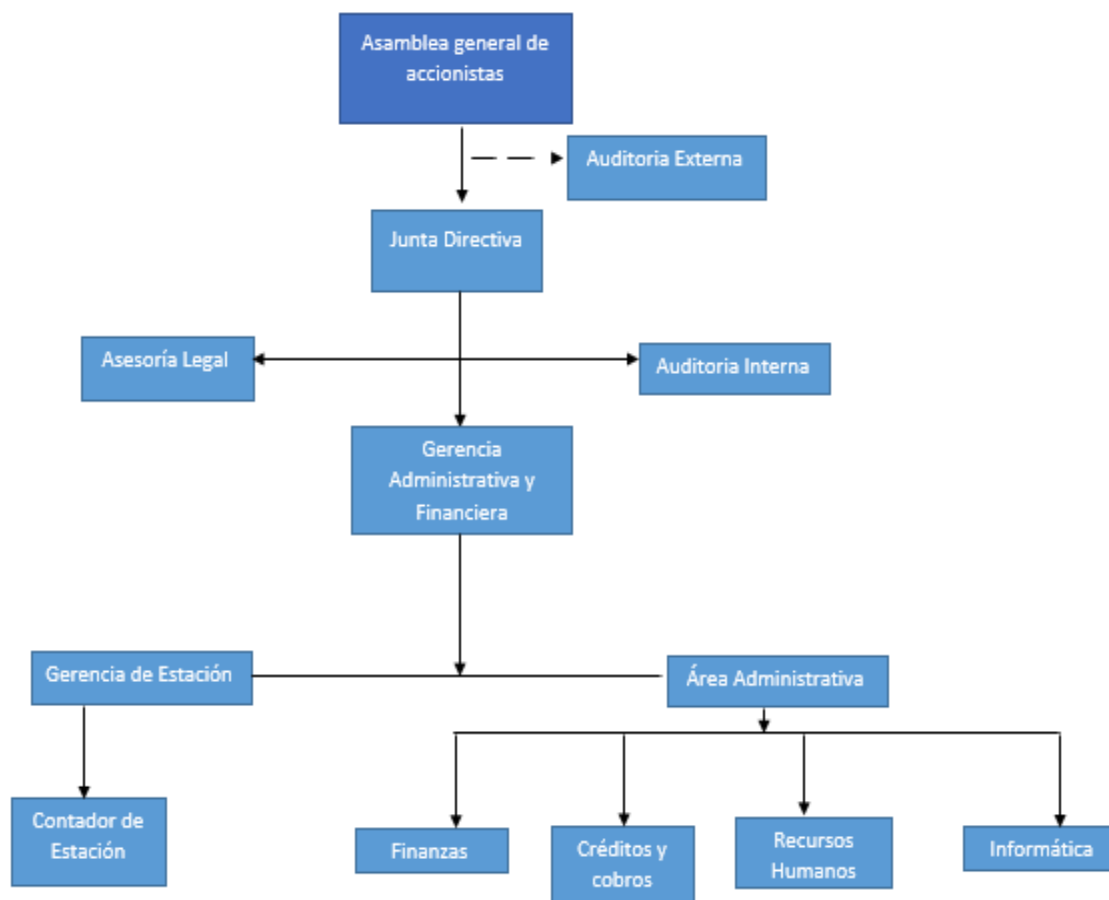 Asamblea general de
accionistas
Auditoria Externa
Junta Directiva
Asesoría Legal
Auditoria Interna
Gerencia
Administrativa y
Financiera
Gerencia de Estación
Área Administrativa
Contador de
Estación
Finanzas
Créditos y
cobros
Recursos
Humanos
Informática